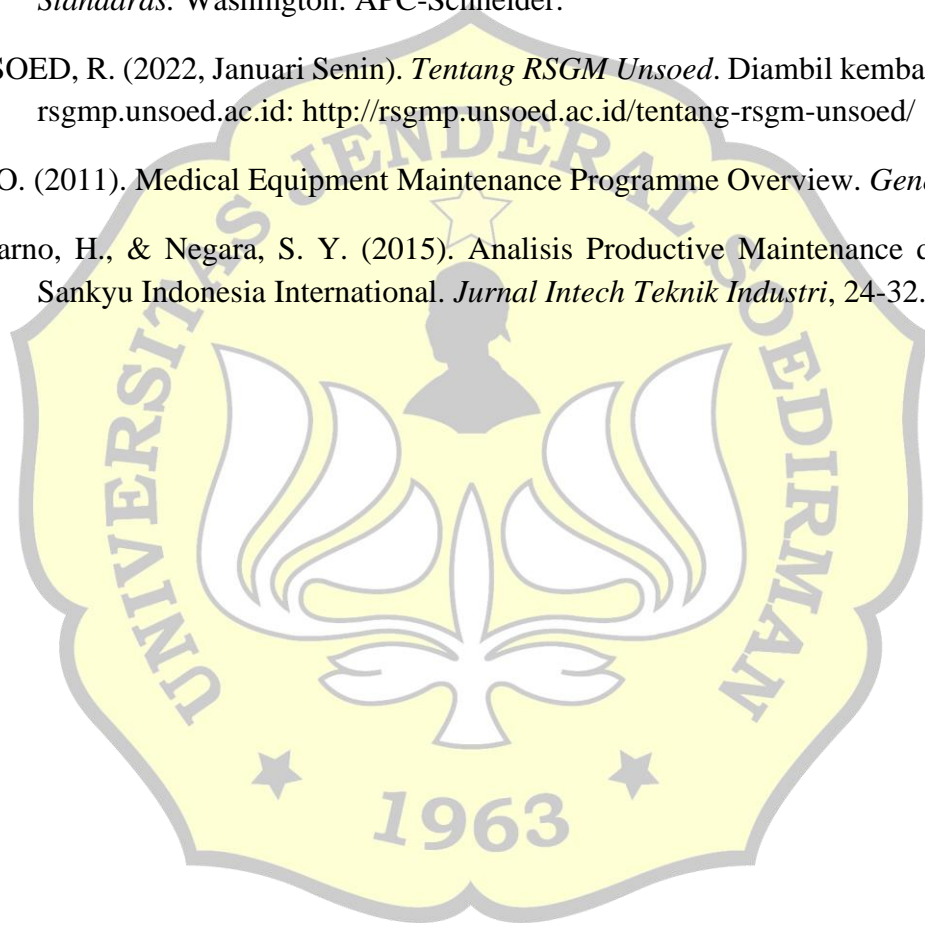 Standards. Washington: APC-Schneider.
SOED, R. (2022, Januari Senin). Tentang RSGM Unsoed. Diambil kemba
rsgmp.unsoed.ac.id: http://rsgmp.unsoed.ac.id/tentang-rsgm-unsoed/
O. (2011). Medical Equipment Maintenance Programme Overview. Gene
arno, H., & Negara, S. Y. (2015). Analisis Productive Maintenance d
Sankyu Indonesia International. Jurnal Intech Teknik Industri, 24-32.
UNIVERSITAS JENDERAL SOEDIRMAN
1963